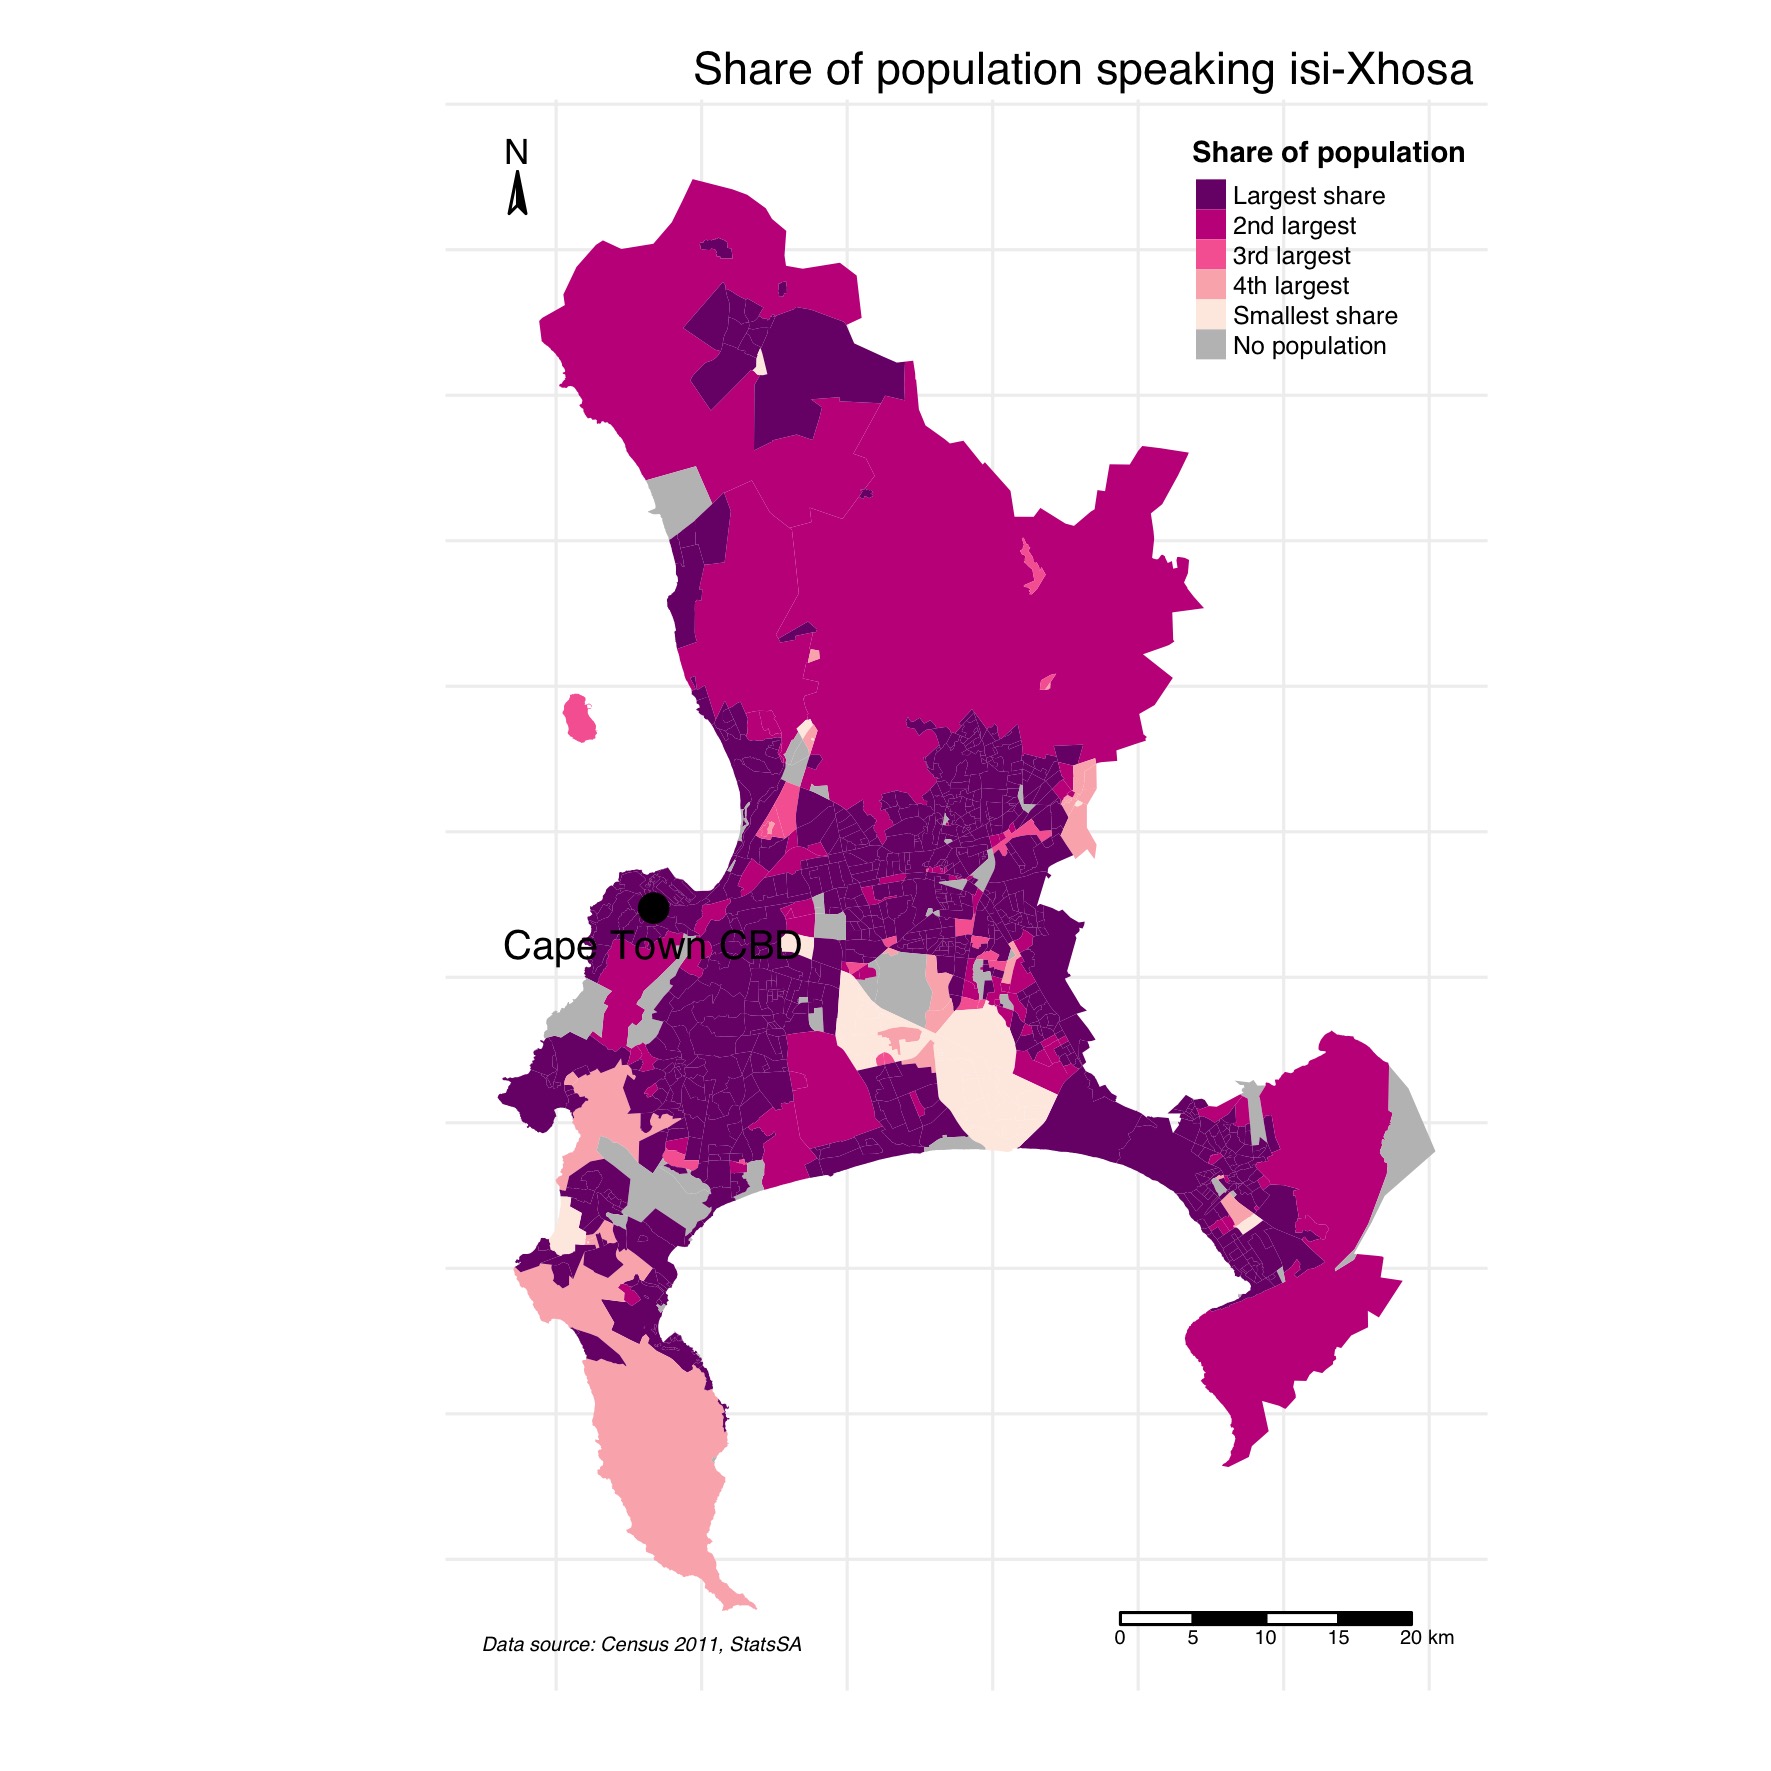 Share of population speaking isi-Xhosa
N
Share of population
Largest share
2nd largest
3rd largest
4th largest
Smallest share
No population
Cape Town CBD
Data source: Census 2011, StatsSA
0 5 10 15 20 km